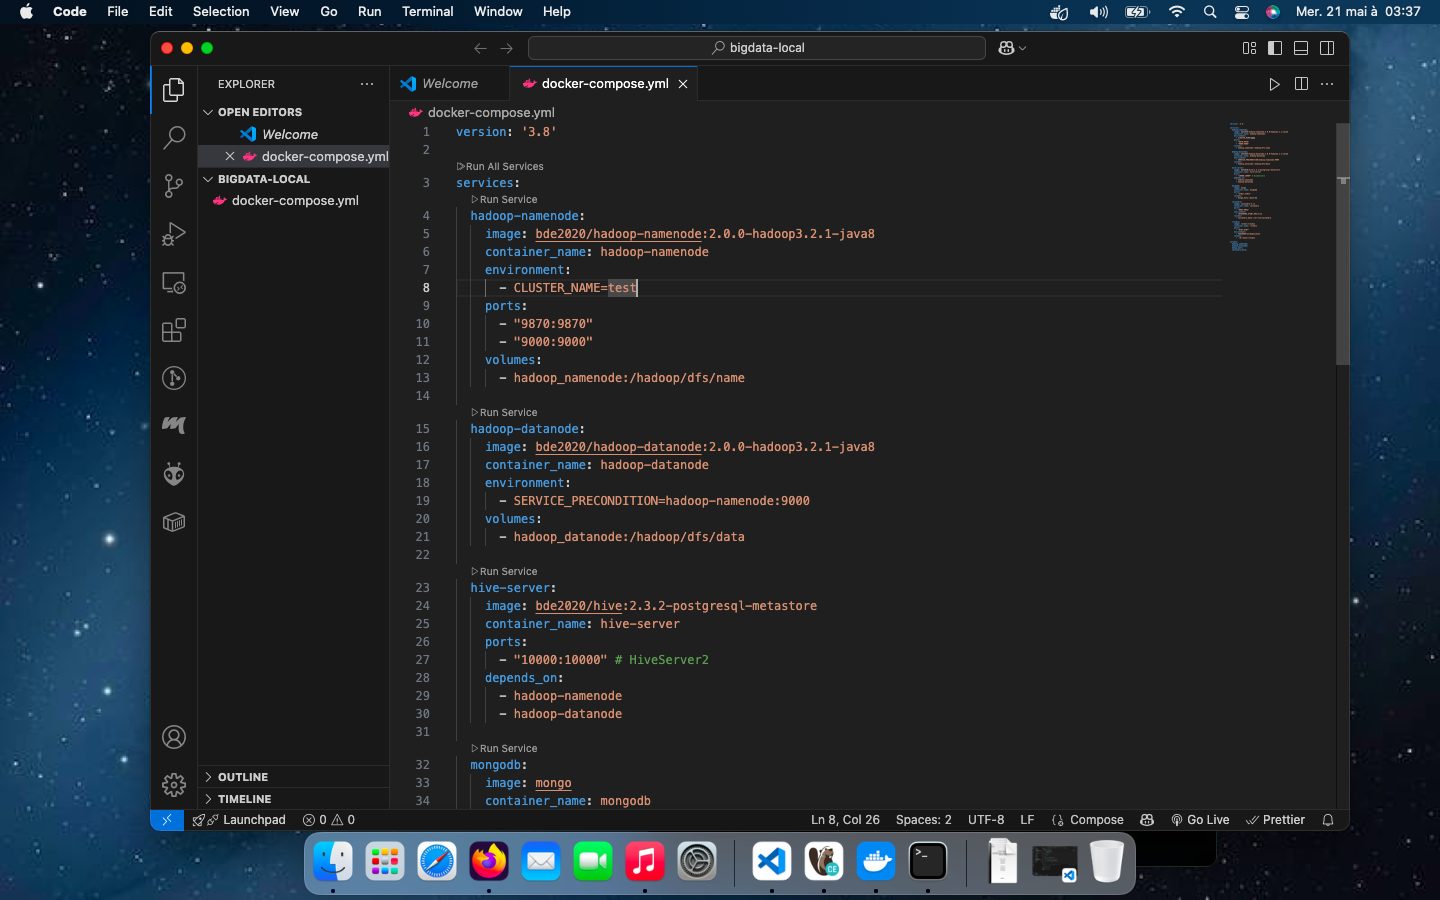 Code File Edit Selection View Go Run Terminal Window Help Mer. 21 mai à 03:37
bigdata-local
EXPLORER
OPEN EDITORS
Welcome
docker-compose.yml
BIGDATA-LOCAL
docker-compose.yml
OUTLINE
TIMELINE
Welcome docker-compose.yml
docker-compose.yml
1 version: '3.8'
2
Run All Services
3 services:
Run Service
4 hadoop-namenode:
5 image: bde2020/hadoop-namenode:2.0.0-hadoop3.2.1-java8
6 container_name: hadoop-namenode
7 environment:
8 - CLUSTER_NAME=test
9 ports:
10 - "9870:9870"
11 - "9000:9000"
12 volumes:
13 - hadoop_namenode:/hadoop/dfs/name
14
Run Service
15 hadoop-datanode:
16 image: bde2020/hadoop-datanode:2.0.0-hadoop3.2.1-java8
17 container_name: hadoop-datanode
18 environment:
19 - SERVICE_PRECONDITION=hadoop-namenode:9000
20 volumes:
21 - hadoop_datanode:/hadoop/dfs/data
22
Run Service
23 hive-server:
24 image: bde2020/hive:2.3.2-postgresql-metastore
25 container_name: hive-server
26 ports:
27 - "10000:10000" # HiveServer2
28 depends_on:
29 - hadoop-namenode
30 - hadoop-datanode
31
Run Service
32 mongodb:
33 image: mongo
34 container_name: mongodb
Launchpad 0 0 Ln 8, Col 26 Spaces: 2 UTF-8 LF Compose Go Live Prettier
CE